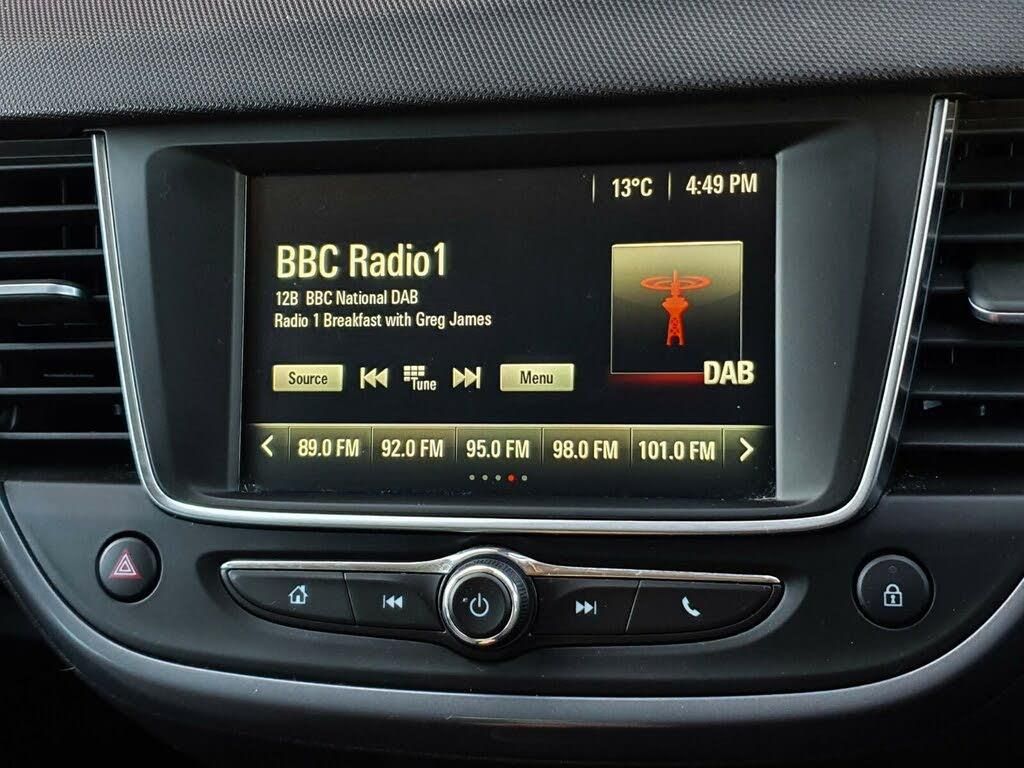 13°C 4:49 PM
BBC Radio1
12B BBC National DAB
Radio 1 Breakfast with Greg James
DAB
Source Tune Menu
89.0 FM 92.0 FM 95.0 FM 98.0 FM 101.0 FM